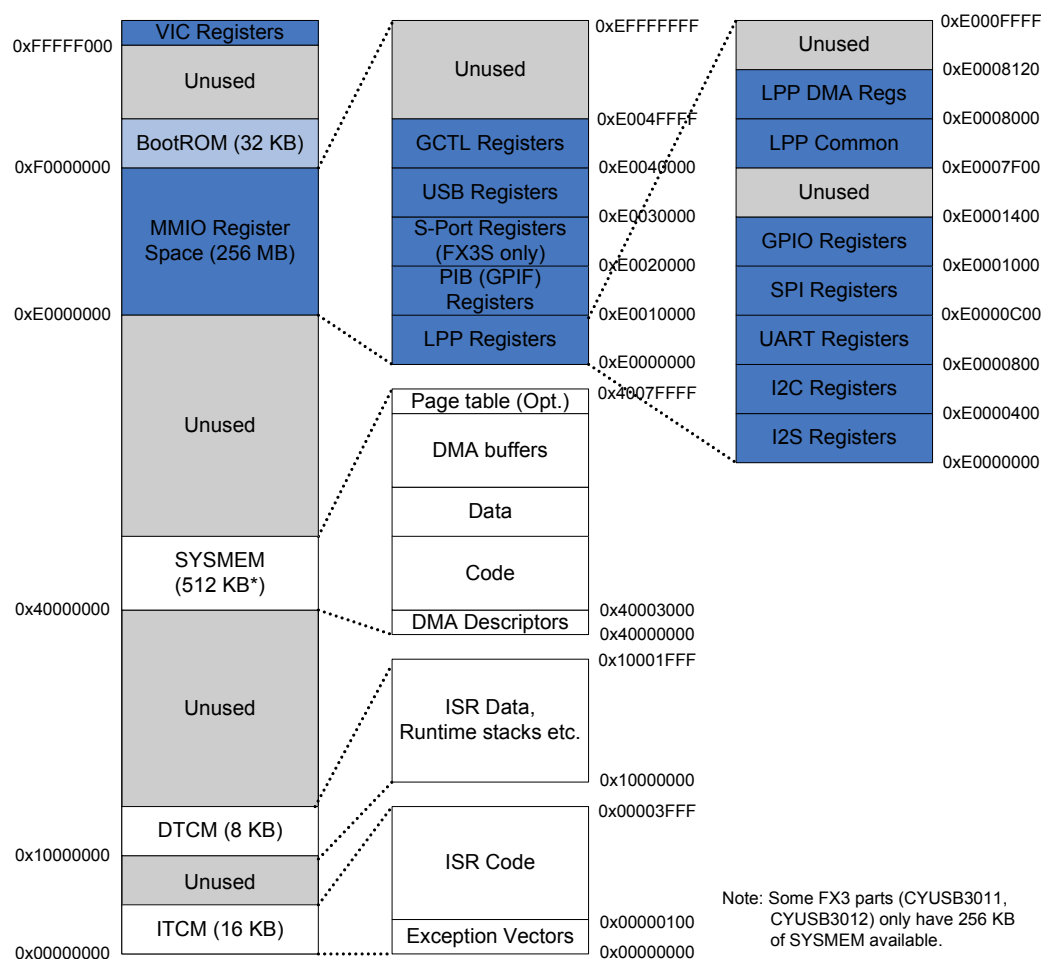 VIC Registers
0xFFFFF000
Unused
BootROM (32 KB)
0xF0000000
MMIO Register
Space (256 MB)
0xE0000000
Unused
SYSMEM
(512 KB*)
0x40000000
Unused
DTCM (8 KB)
0x10000000
Unused
ITCM (16 KB)
0x00000000
0xEFFFFFFF
Unused
0xE004FFFF
GCTL Registers
0xE0040000
USB Registers
0xE0030000
S-Port Registers
(FX3S only)
0xE0020000
PIB (GPIF)
Registers
0xE0010000
LPP Registers
0xE0000000
0x4007FFFF
Page table (Opt.)
DMA buffers
Data
Code
0x40003000
DMA Descriptors
0x40000000
0x10001FFF
ISR Data,
Runtime stacks etc.
0x10000000
0x00003FFF
ISR Code
0x00000100
Exception Vectors
0x00000000
0xE000FFFF
Unused
0xE0008120
LPP DMA Regs
0xE0008000
LPP Common
0xE0007F00
Unused
0xE0001400
GPIO Registers
0xE0001000
SPI Registers
0xE0000C00
UART Registers
0xE0000800
I2C Registers
0xE0000400
I2S Registers
0xE0000000
Note: Some FX3 parts (CYUSB3011,
CYUSB3012) only have 256 KB
of SYSMEM available.